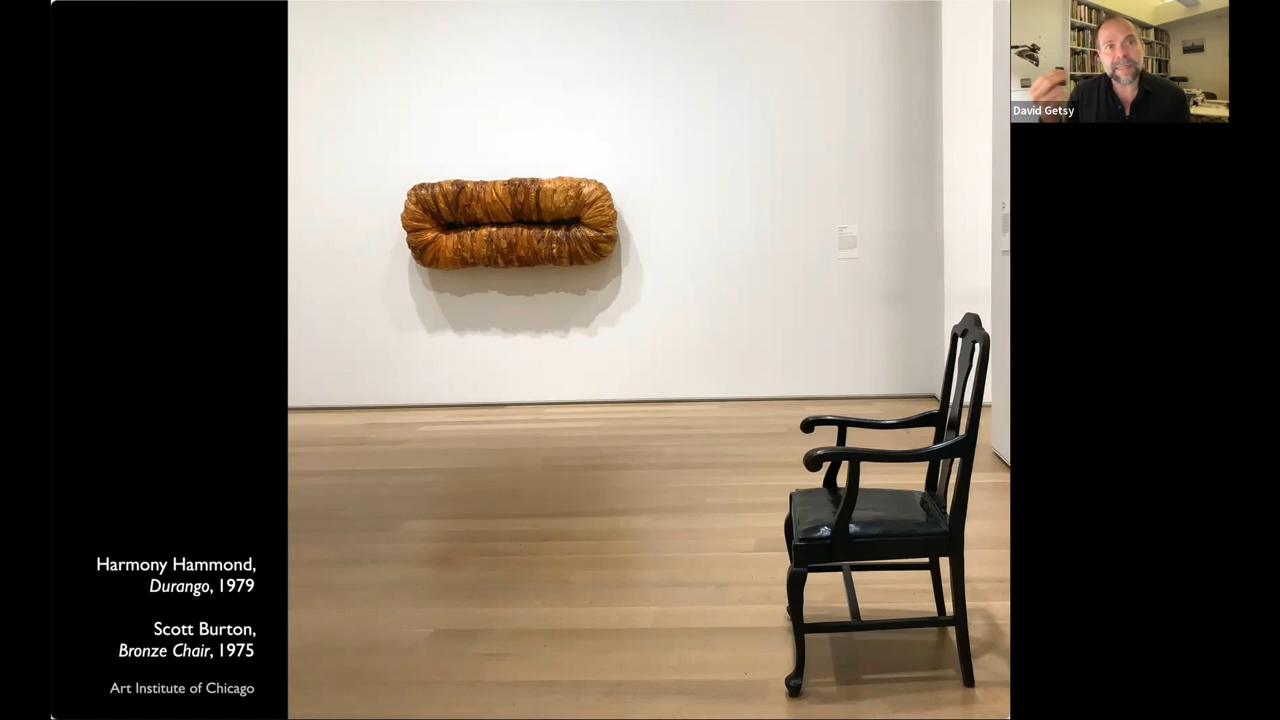 David Getsy
Harmony Hammond,
Durango, 1979
Scott Burton,
Bronze Chair, 1975
Art Institute of Chicago